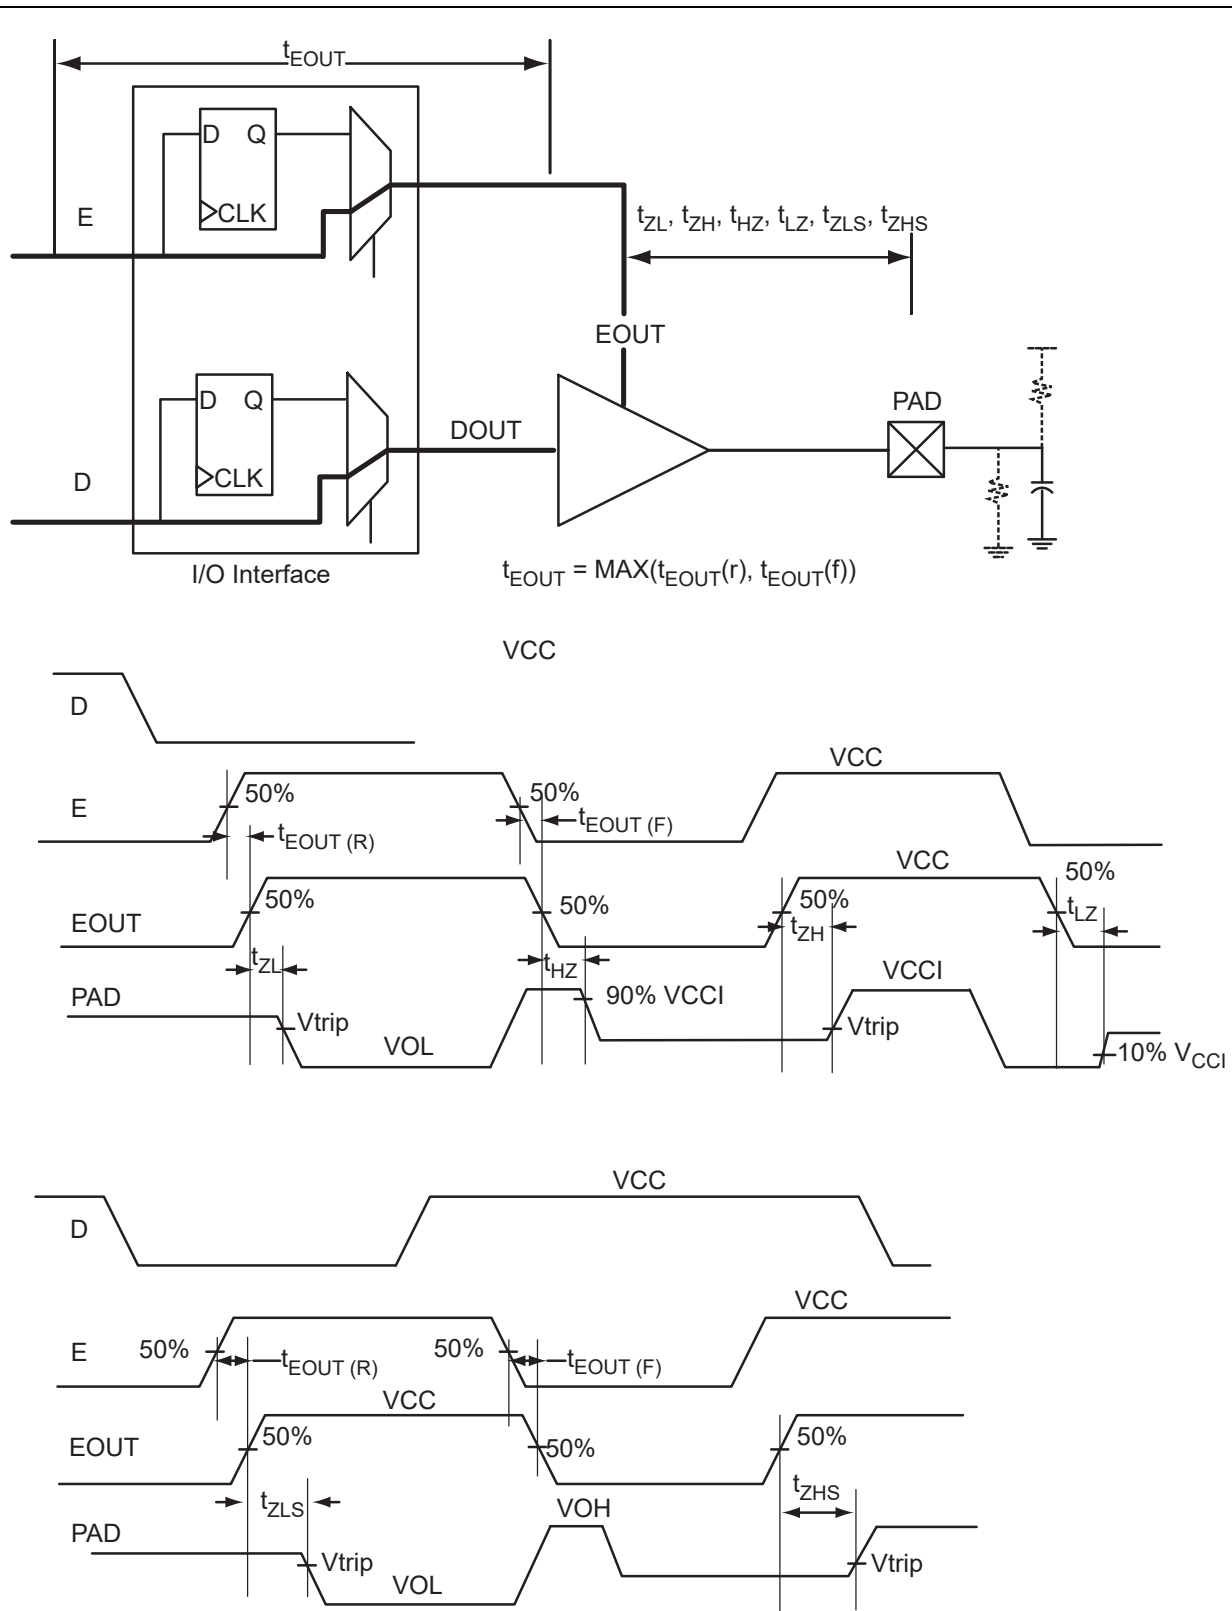 tEOUT
D Q
CLK
E
tZL, tZH, tHZ, tLZ, tZLS, tZHS
EOUT
D Q
CLK
DOUT
PAD
D
I/O Interface
tEOUT = MAX(tEOUT(r), tEOUT(f))
VCC
D
VCC
E
50%
50%
tEOUT (R)
tEOUT (F)
VCC
50%
EOUT
50%
50%
50%
tZL
tHZ
tZH
tLZ
PAD
VCCI
90% VCCI
Vtrip
Vtrip
VOL
10% VCCI
VCC
D
VCC
E
50%
50%
tEOUT (R)
tEOUT (F)
VCC
EOUT
50%
50%
50%
tZLS
tZHS
PAD
VOH
Vtrip
Vtrip
VOL